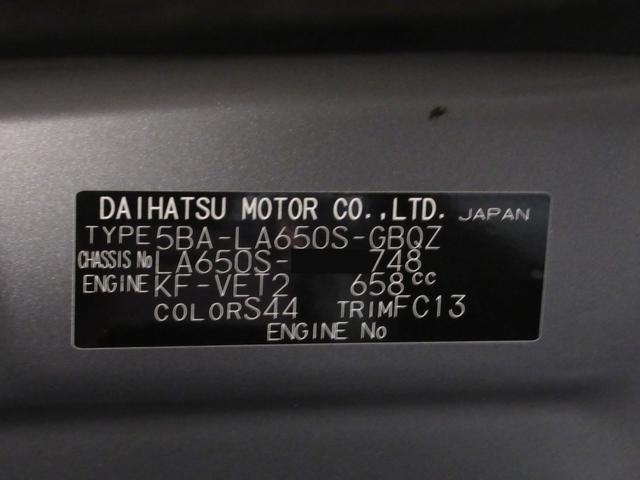 DAIHATSU MOTOR CO.,LTD. JAPAN
TYPE 5BA-LA650S-GBQZ
CHASSIS No LA650S- 748
ENGINE KF-VET2 658cc
COLOR S44 TRIM FC13
ENGINE No